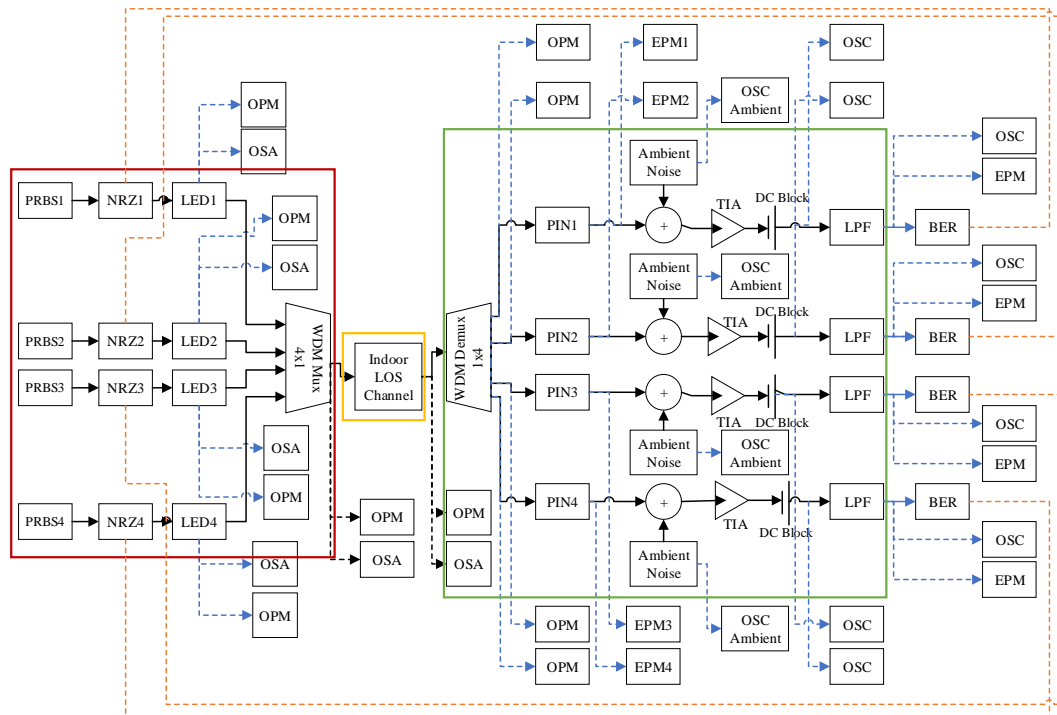 OPM
EPM1
OSC
OPM
EPM2
OSC
Ambient
OSC
OPM
OSA
OSC
EPM
Ambient
Noise
PRBS1
NRZ1
LED1
OPM
TIA
DC Block
PIN1
+
LPF
BER
OSA
Ambient
Noise
OSC
Ambient
OSC
EPM
WDM Mux
4x1
WDM Demux
1x4
TIA
DC Block
PRBS2
NRZ2
LED2
PIN2
+
LPF
BER
Indoor
LOS
Channel
PRBS3
NRZ3
LED3
PIN3
+
LPF
BER
TIA
DC Block
OSC
OSA
Ambient
Noise
OSC
Ambient
EPM
OPM
PIN4
+
LPF
BER
PRBS4
NRZ4
LED4
OPM
OPM
TIA
DC Block
OSC
OSA
OSA
OSA
Ambient
Noise
EPM
OPM
OPM
EPM3
OSC
Ambient
OSC
OPM
EPM4
OSC